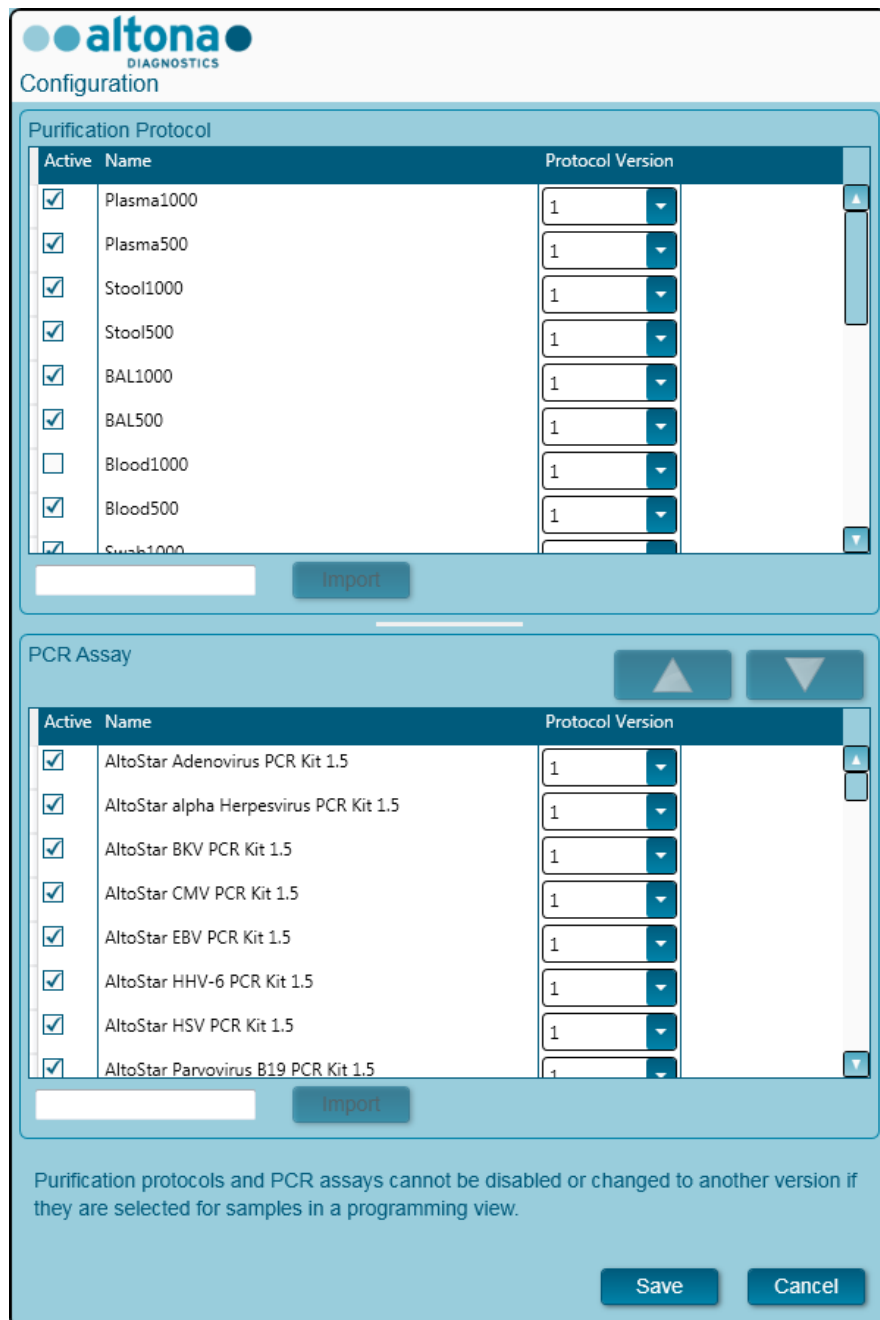 altona
DIAGNOSTICS
Configuration
Purification Protocol
Active Name Protocol Version
Plasma1000 1
Plasma500 1
Stool1000 1
Stool500 1
BAL1000 1
BAL500 1
Blood1000 1
Blood500 1
Swab1000
Import
PCR Assay
Active Name Protocol Version
AltoStar Adenovirus PCR Kit 1.5 1
AltoStar alpha Herpesvirus PCR Kit 1.5 1
AltoStar BKV PCR Kit 1.5 1
AltoStar CMV PCR Kit 1.5 1
AltoStar EBV PCR Kit 1.5 1
AltoStar HHV-6 PCR Kit 1.5 1
AltoStar HSV PCR Kit 1.5 1
AltoStar Parvovirus B19 PCR Kit 1.5 1
Import
Purification protocols and PCR assays cannot be disabled or changed to another version if
they are selected for samples in a programming view.
Save Cancel